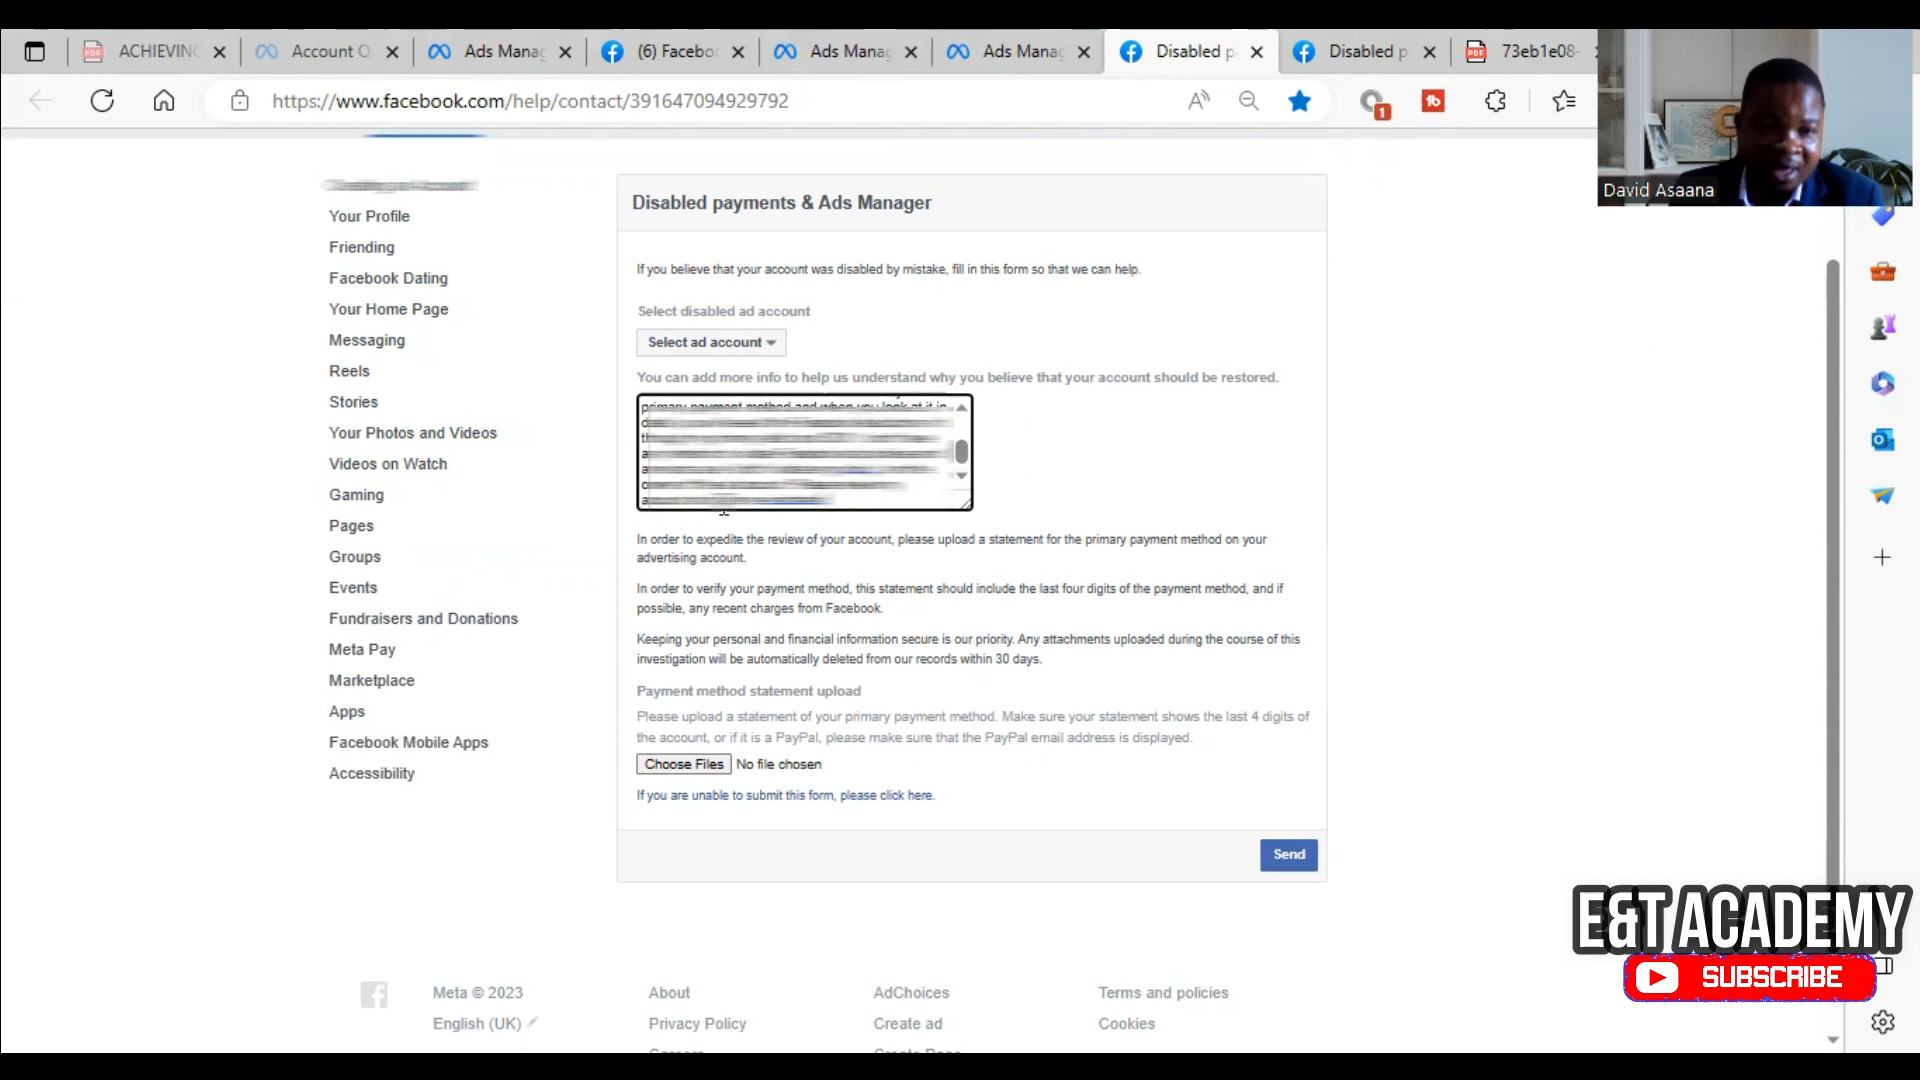 ACHIEVING
Account Q
Ads Manag
(6) Facebo
Ads Manag
Ads Manag
Disabled p
Disabled p
73eb1e08-
https://www.facebook.com/help/contact/391647094929792
1
David Asaana
Your Profile
Friending
Facebook Dating
Your Home Page
Messaging
Reels
Stories
Your Photos and Videos
Videos on Watch
Gaming
Pages
Groups
Events
Fundraisers and Donations
Meta Pay
Marketplace
Apps
Facebook Mobile Apps
Accessibility
Disabled payments & Ads Manager
If you believe that your account was disabled by mistake, fill in this form so that we can help.
Select disabled ad account
Select ad account
You can add more info to help us understand why you believe that your account should be restored.
primary payment method and when you look at it in
In order to expedite the review of your account, please upload a statement for the primary payment method on your
advertising account.
In order to verify your payment method, this statement should include the last four digits of the payment method, and if
possible, any recent charges from Facebook.
Keeping your personal and financial information secure is our priority. Any attachments uploaded during the course of this
investigation will be automatically deleted from our records within 30 days.
Payment method statement upload
Please upload a statement of your primary payment method. Make sure your statement shows the last 4 digits of
the account, or if it is a PayPal, please make sure that the PayPal email address is displayed.
Choose Files No file chosen
If you are unable to submit this form, please click here.
Send
E&T ACADEMY
SUBSCRIBE
Meta © 2023
English (UK)
About
Privacy Policy
AdChoices
Create ad
Terms and policies
Cookies